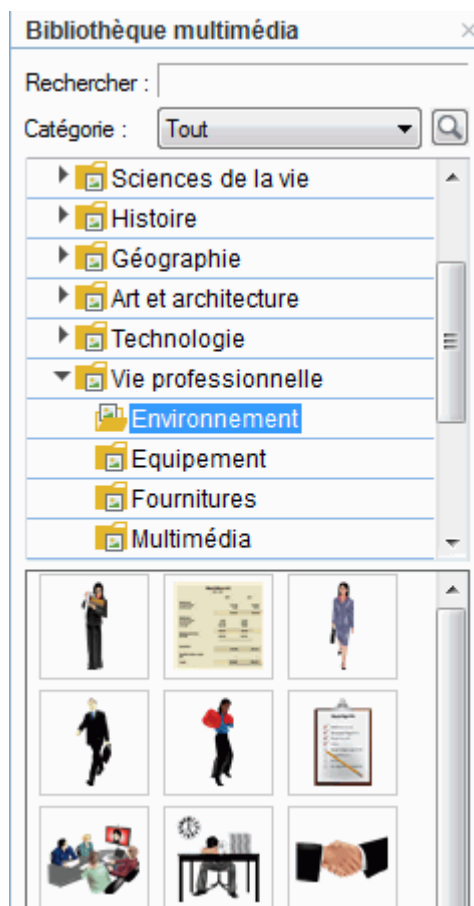 Bibliothèque multimédia
Rechercher :
Catégorie : Tout
Sciences de la vie
Histoire
Géographie
Art et architecture
Technologie
Vie professionnelle
Environnement
Equipement
Fournitures
Multimédia